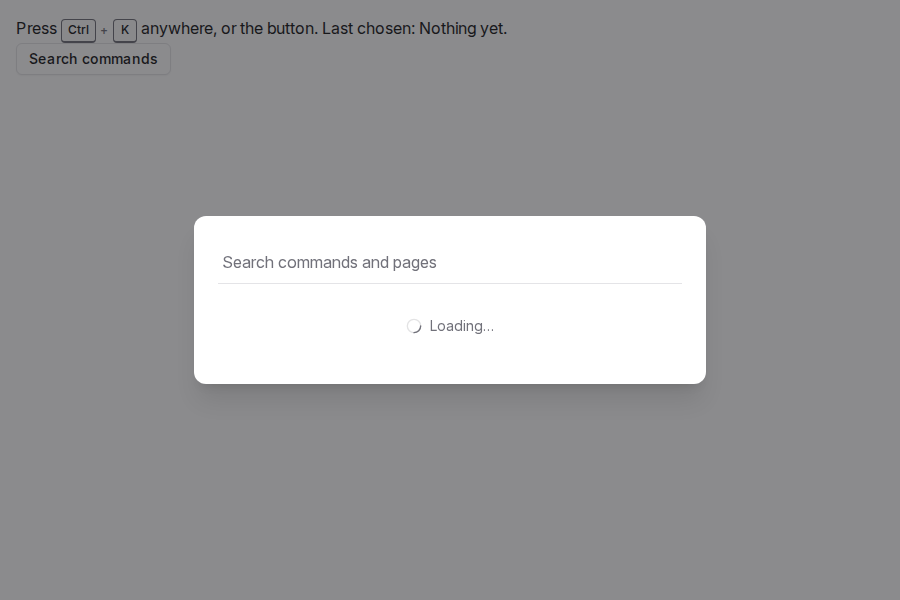 Press Ctrl + K anywhere, or the button. Last chosen: Nothing yet.
Search commands
Search commands and pages
Loading…